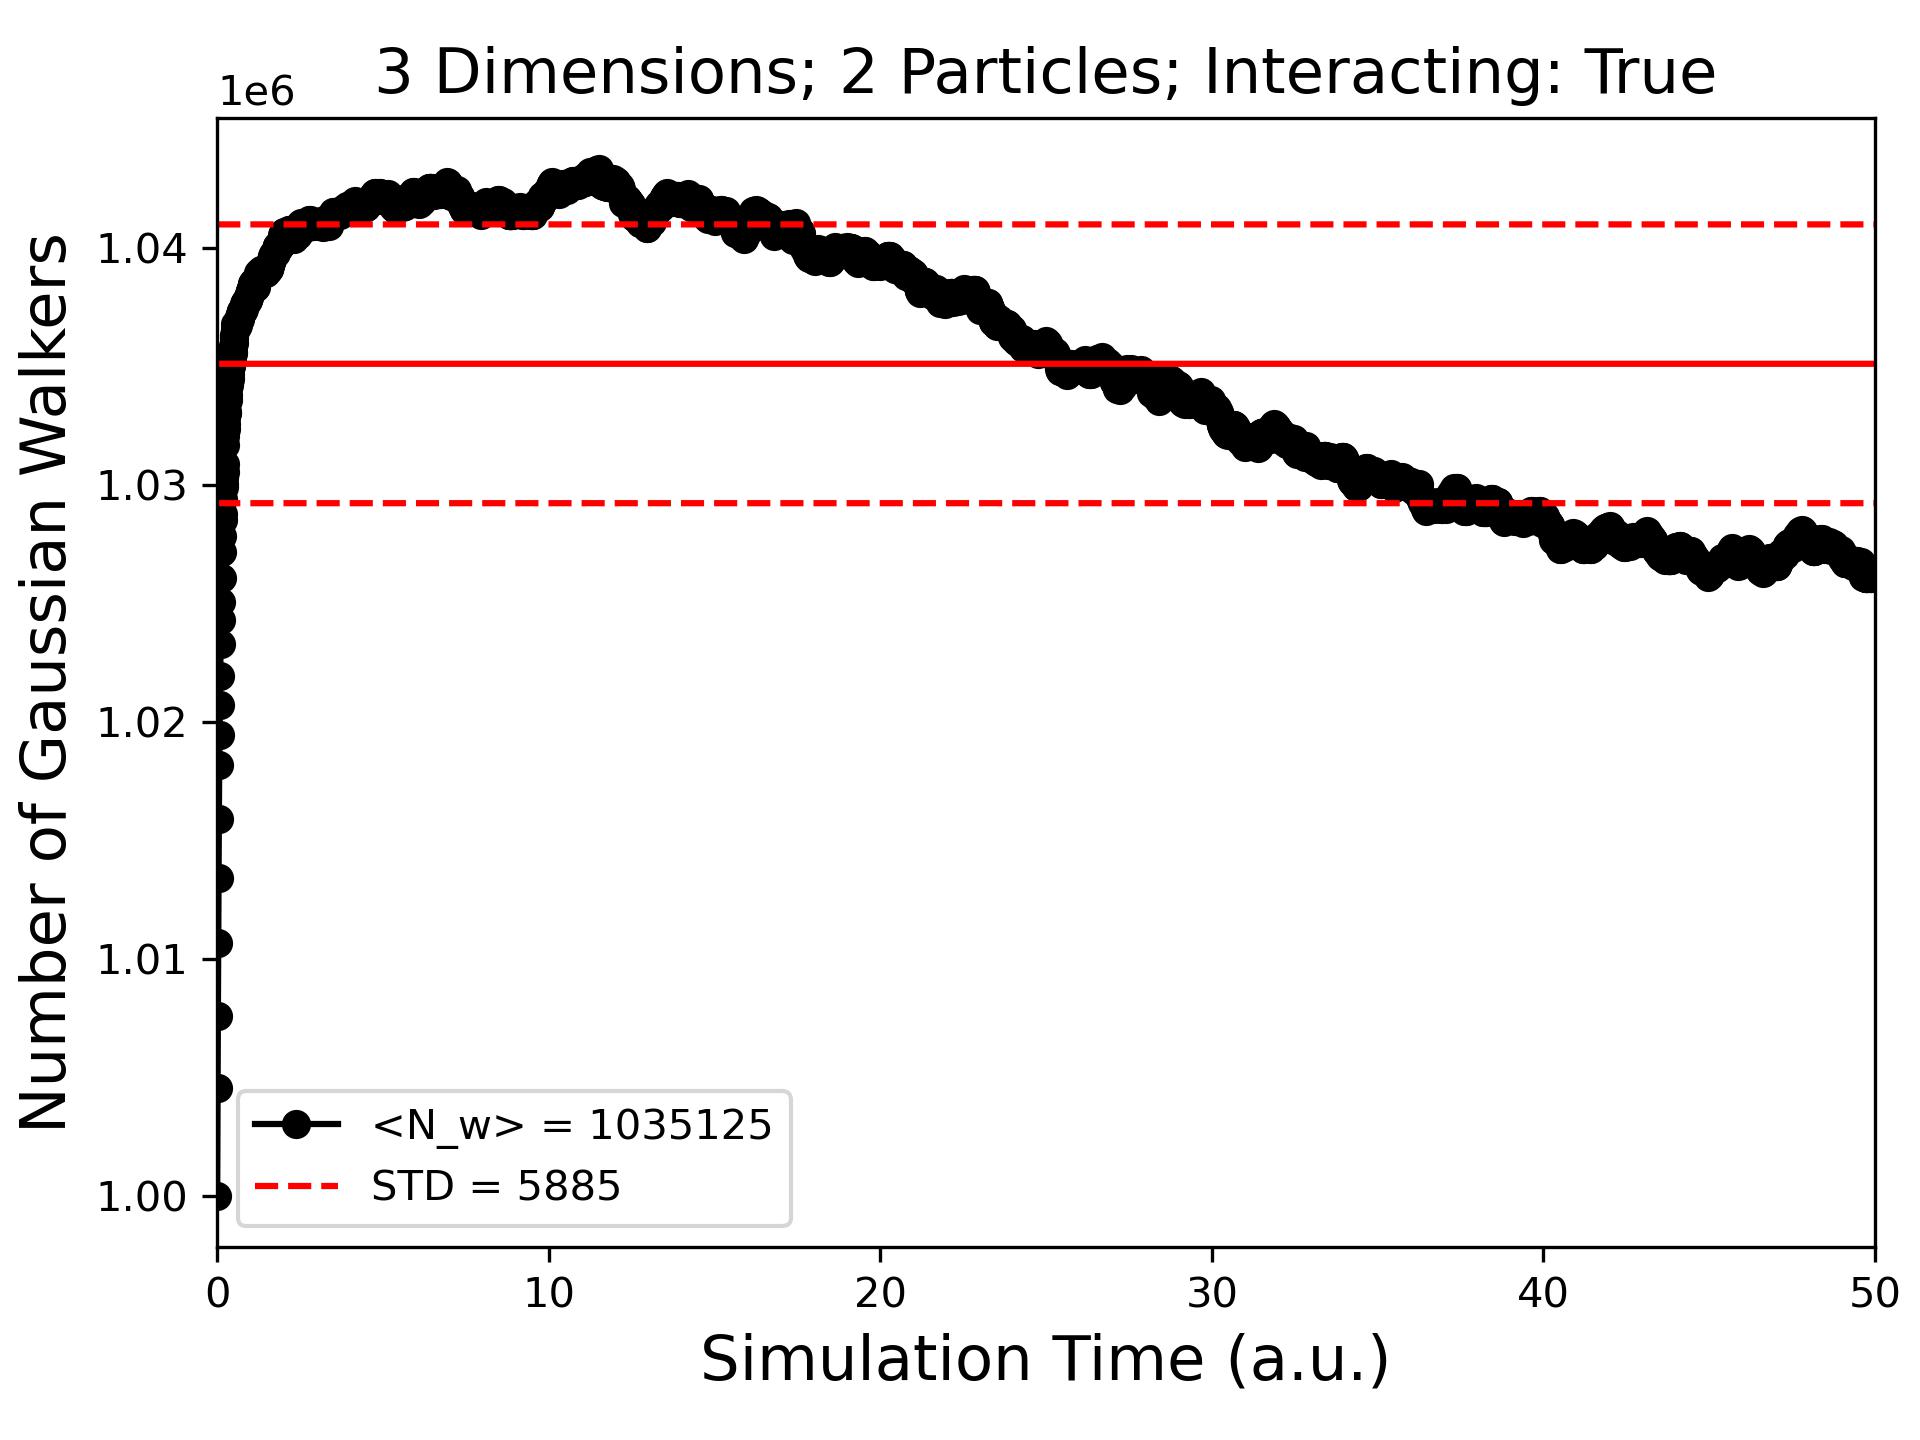 3 Dimensions; 2 Particles; Interacting: True
1e6
Number of Gaussian Walkers
1.04
1.03
1.02
1.01
1.00
<N_w> = 1035125
STD = 5885
0 10 20 30 40 50
Simulation Time (a.u.)